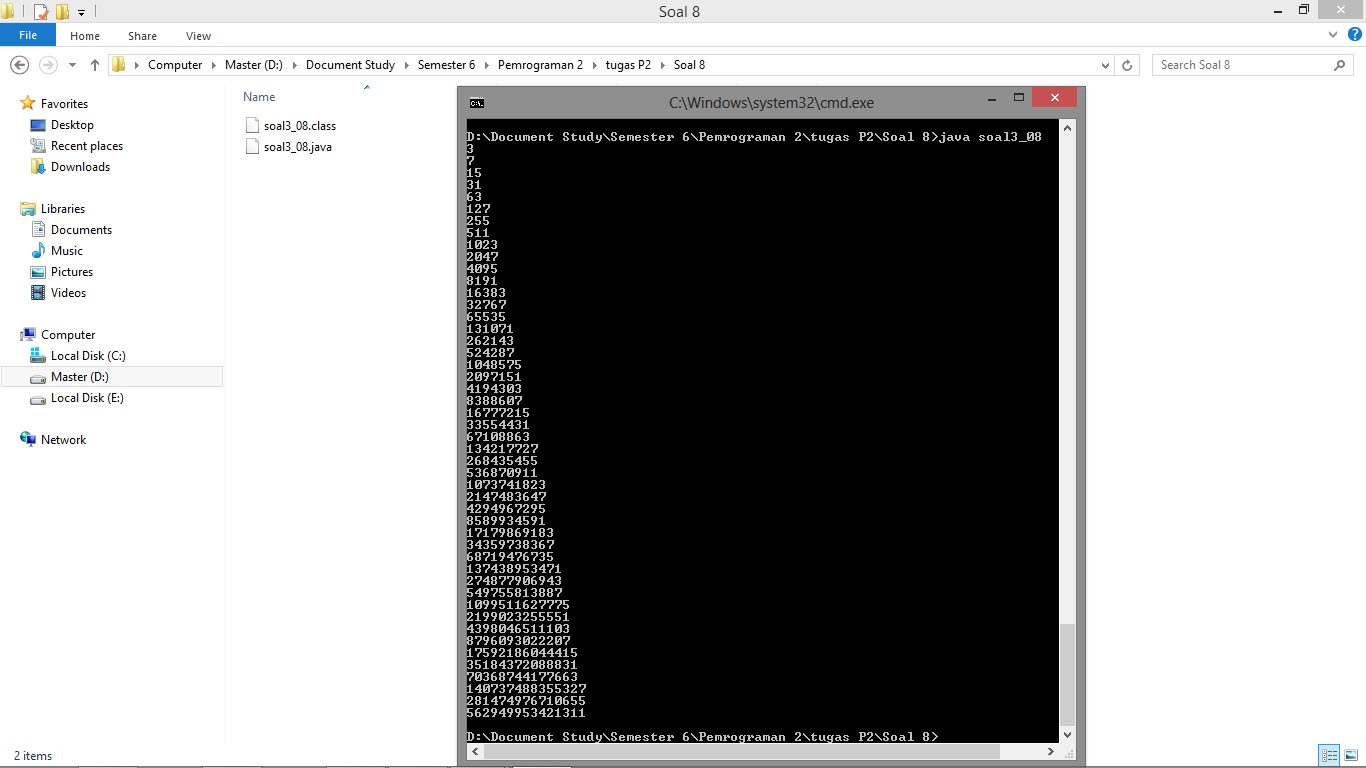 Soal 8
File Home Share View
Computer Master (D:) Document Study Semester 6 Pemrograman 2 tugas P2 Soal 8
Search Soal 8
Favorites
Desktop
Recent places
Downloads
Libraries
Documents
Music
Pictures
Videos
Computer
Local Disk (C:)
Master (D:)
Local Disk (E:)
Network
Name
soal3_08.class
soal3_08.java
C:\Windows\system32\cmd.exe
D:\Document Study\Semester 6\Pemrograman 2\tugas P2\Soal 8>java soal3_08
3
7
15
31
63
127
255
511
1023
2047
4095
8191
16383
32767
65535
131071
262143
524287
1048575
2097151
4194303
8388607
16777215
33554431
67108863
134217727
268435455
536870911
1073741823
2147483647
4294967295
8589934591
17179869183
34359738367
68719476735
137438953471
274877906943
549755813887
1099511627775
2199023255551
4398046511103
8796093022207
17592186044415
35184372088831
70368744177663
140737488355327
281474976710655
562949953421311
D:\Document Study\Semester 6\Pemrograman 2\tugas P2\Soal 8>
2 items